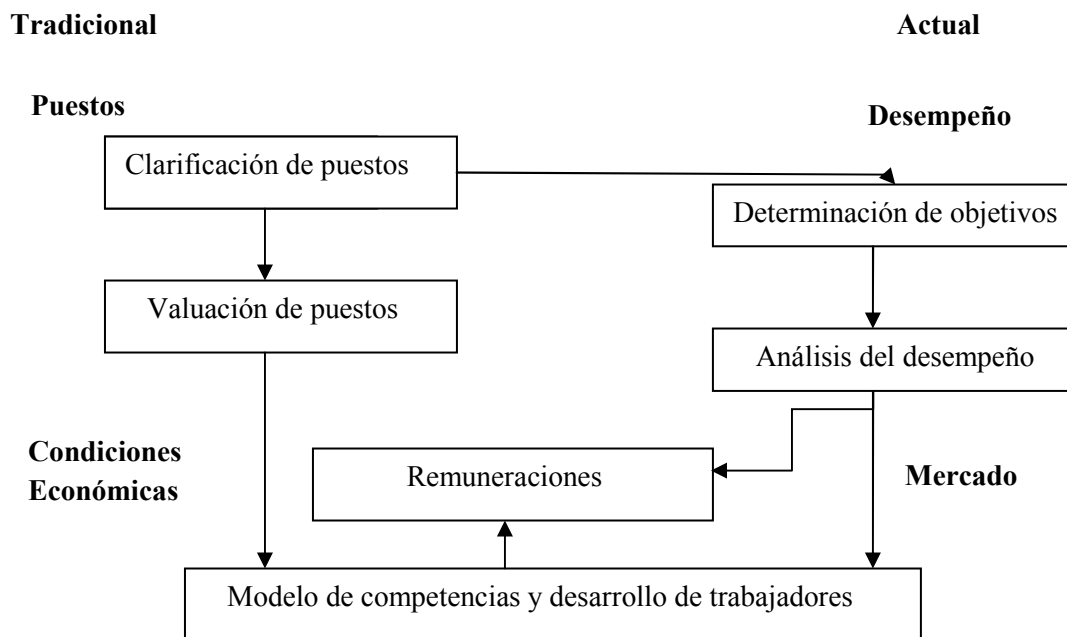 Tradicional
Actual
Puestos
Desempeño
Clarificación de puestos
Determinación de objetivos
Valuación de puestos
Análisis del desempeño
Condiciones
Económicas
Remuneraciones
Mercado
Modelo de competencias y desarrollo de trabajadores